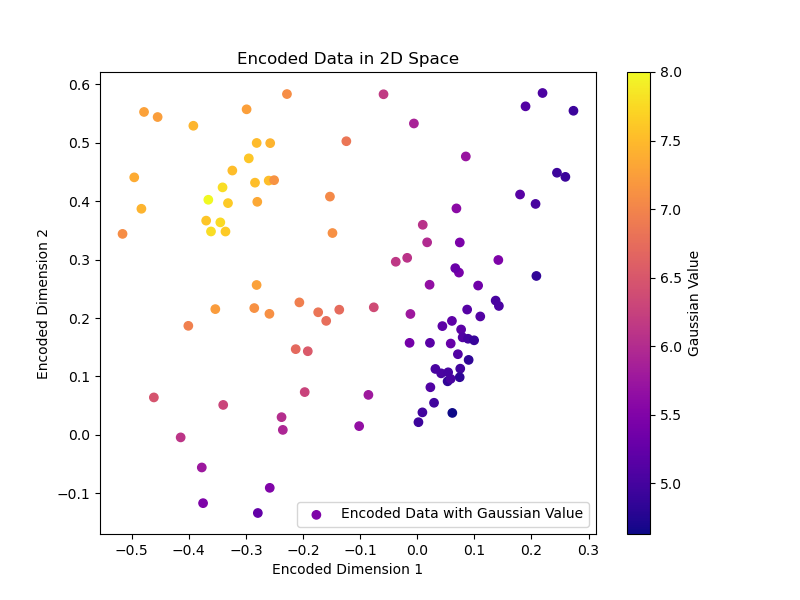 Encoded Data in 2D Space
0.6
0.5
0.4
0.3
0.2
0.1
0.0
−0.1
Encoded Dimension 2
−0.5 −0.4 −0.3 −0.2 −0.1 0.0 0.1 0.2 0.3
Encoded Dimension 1
Encoded Data with Gaussian Value
8.0
7.5
7.0
6.5
6.0
5.5
5.0
Gaussian Value